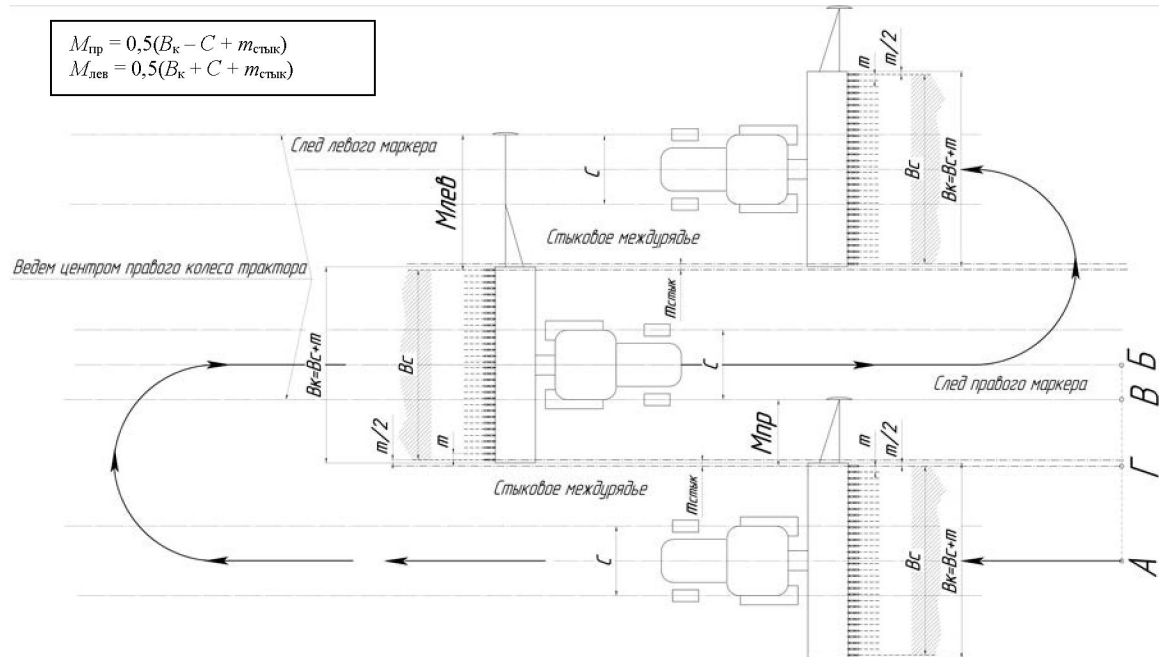 Mпр = 0,5(Bк – C + mстык)
Mлев = 0,5(Bк + C + mстык)
m
m/2
След левого маркера
C
Mлев
Bс
Bк=Bс+m
Стыковое междурядье
Ведем центром правого колеса трактора
mстык
Bк=Bс+m
Bс
C
Б
След правого маркера
В
m/2
m
Mпр
m
m/2
Г
Стыковое междурядье
mстык
C
Bс
Bк=Bс+m
А